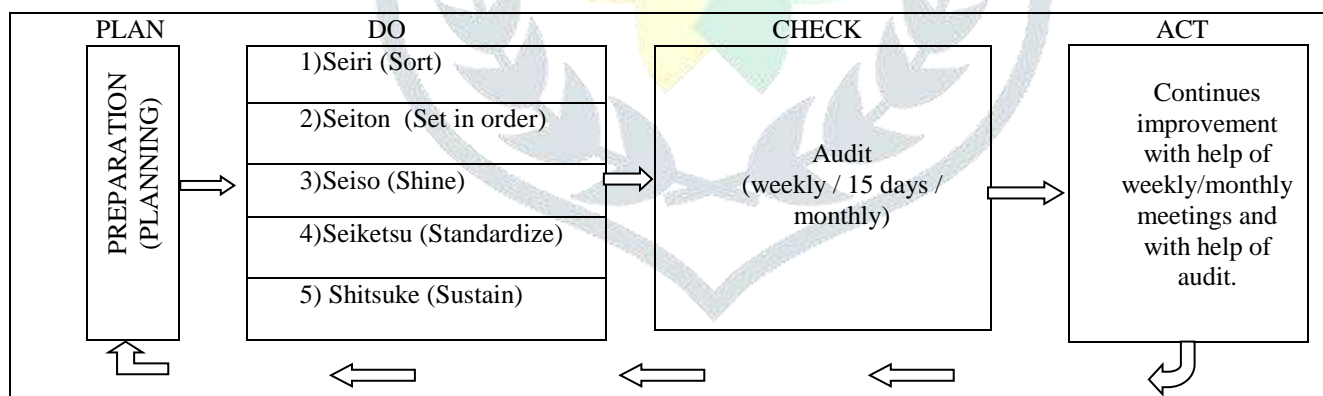 PLAN
DO
CHECK
ACT
PREPARATION
(PLANNING)
1)Seiri (Sort)
2)Seiton (Set in order)
3)Seiso (Shine)
4)Seiketsu (Standardize)
5) Shitsuke (Sustain)
Audit
(weekly / 15 days /
monthly)
Continues
improvement
with help of
weekly/monthly
meetings and
with help of
audit.